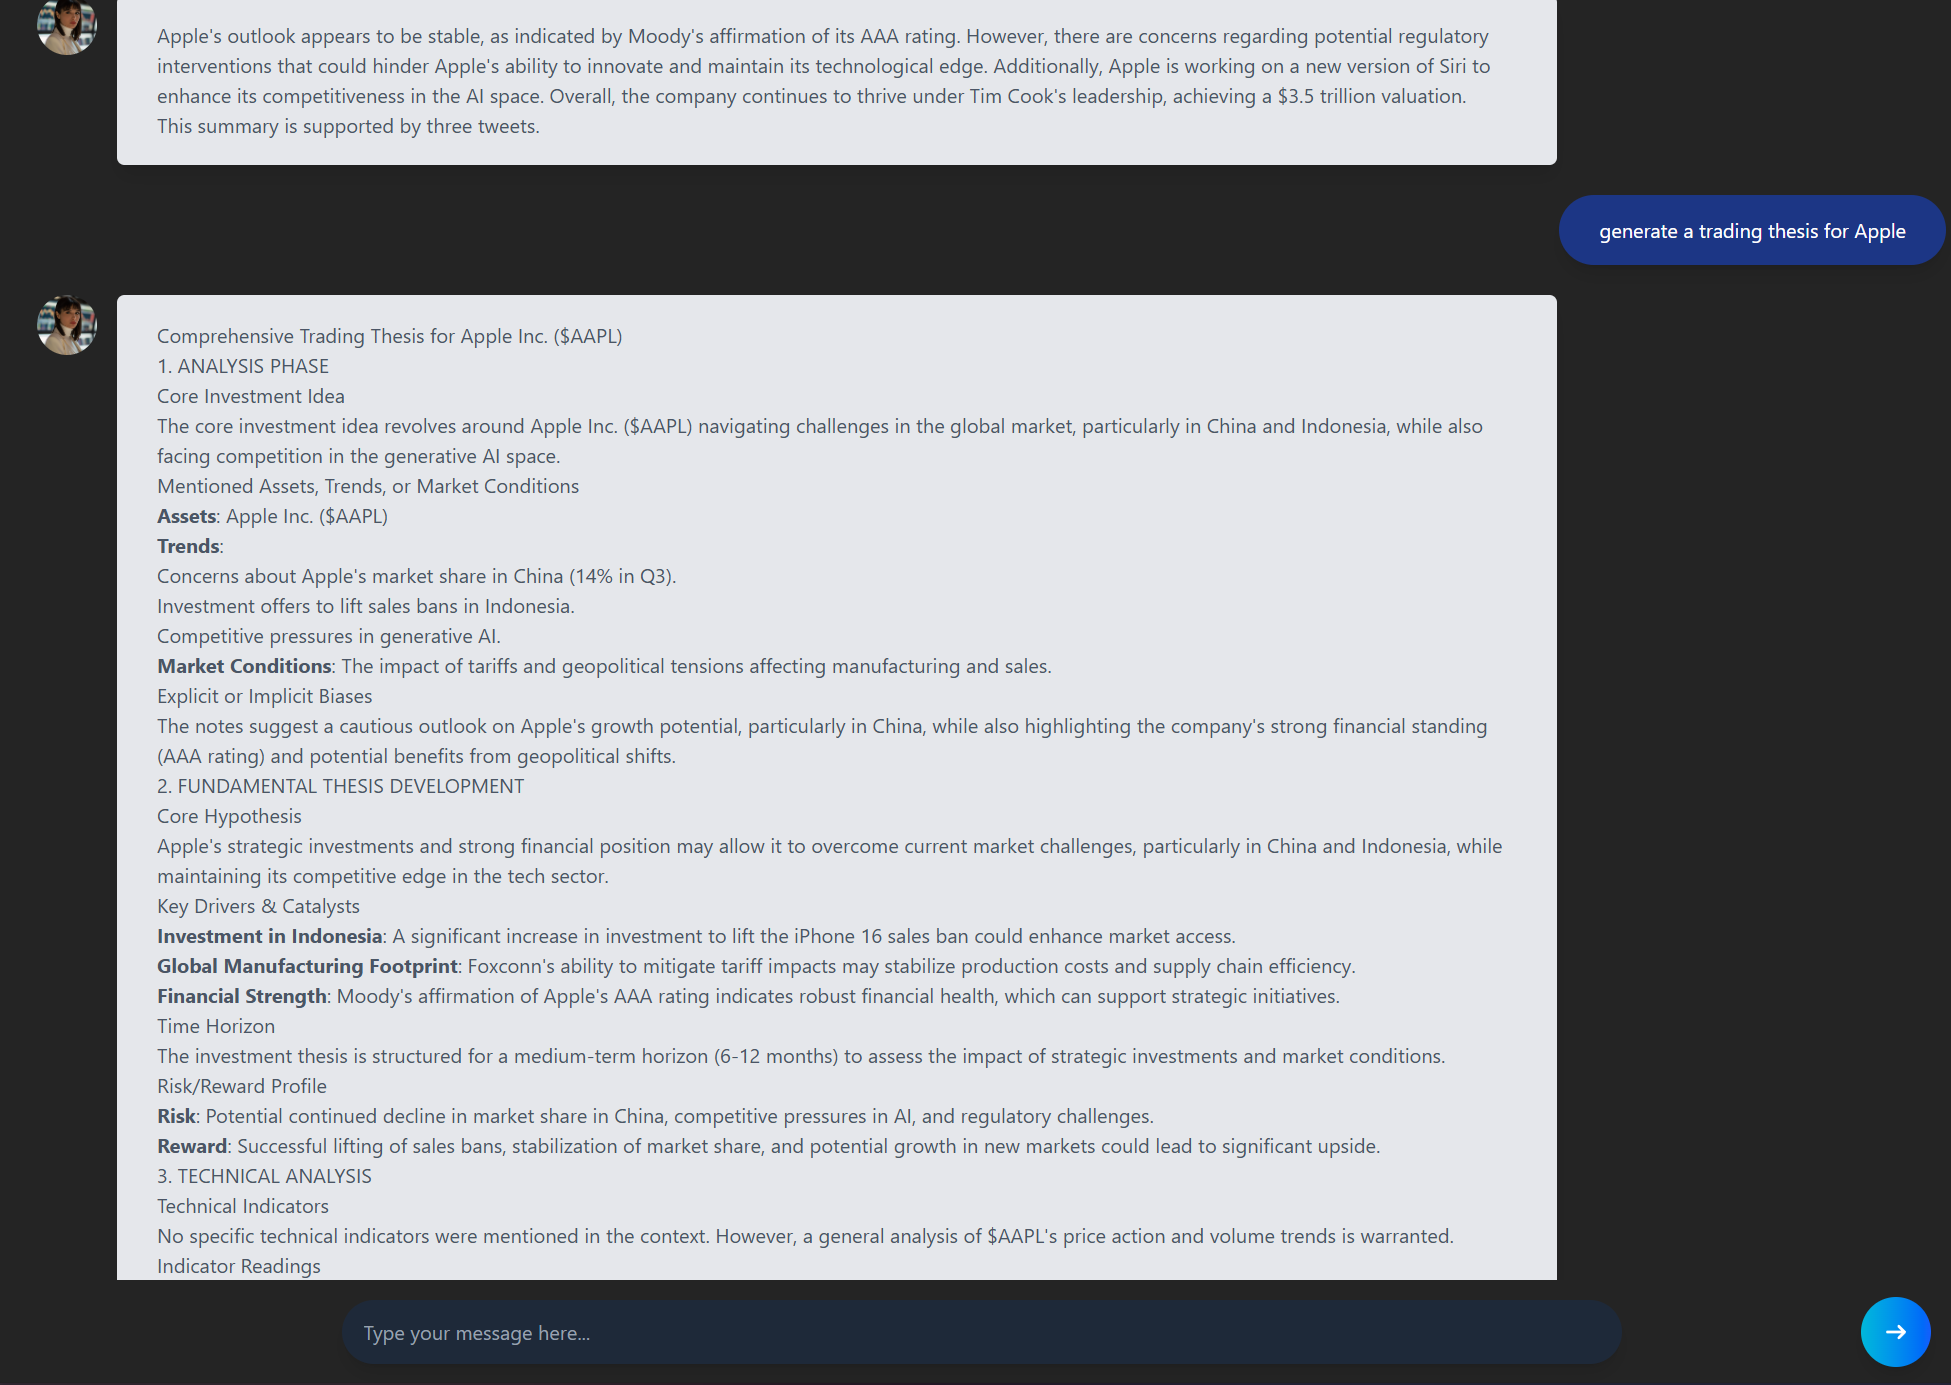 Apple's outlook appears to be stable, as indicated by Moody's affirmation of its AAA rating. However, there are concerns regarding potential regulatory
interventions that could hinder Apple's ability to innovate and maintain its technological edge. Additionally, Apple is working on a new version of Siri to
enhance its competitiveness in the AI space. Overall, the company continues to thrive under Tim Cook's leadership, achieving a $3.5 trillion valuation.
This summary is supported by three tweets.
generate a trading thesis for Apple
Comprehensive Trading Thesis for Apple Inc. ($AAPL)
1. ANALYSIS PHASE
Core Investment Idea
The core investment idea revolves around Apple Inc. ($AAPL) navigating challenges in the global market, particularly in China and Indonesia, while also
facing competition in the generative AI space.
Mentioned Assets, Trends, or Market Conditions
Assets: Apple Inc. ($AAPL)
Trends:
Concerns about Apple's market share in China (14% in Q3).
Investment offers to lift sales bans in Indonesia.
Competitive pressures in generative AI.
Market Conditions: The impact of tariffs and geopolitical tensions affecting manufacturing and sales.
Explicit or Implicit Biases
The notes suggest a cautious outlook on Apple's growth potential, particularly in China, while also highlighting the company's strong financial standing
(AAA rating) and potential benefits from geopolitical shifts.
2. FUNDAMENTAL THESIS DEVELOPMENT
Core Hypothesis
Apple's strategic investments and strong financial position may allow it to overcome current market challenges, particularly in China and Indonesia, while
maintaining its competitive edge in the tech sector.
Key Drivers & Catalysts
Investment in Indonesia: A significant increase in investment to lift the iPhone 16 sales ban could enhance market access.
Global Manufacturing Footprint: Foxconn's ability to mitigate tariff impacts may stabilize production costs and supply chain efficiency.
Financial Strength: Moody's affirmation of Apple's AAA rating indicates robust financial health, which can support strategic initiatives.
Time Horizon
The investment thesis is structured for a medium-term horizon (6-12 months) to assess the impact of strategic investments and market conditions.
Risk/Reward Profile
Risk: Potential continued decline in market share in China, competitive pressures in AI, and regulatory challenges.
Reward: Successful lifting of sales bans, stabilization of market share, and potential growth in new markets could lead to significant upside.
3. TECHNICAL ANALYSIS
Technical Indicators
No specific technical indicators were mentioned in the context. However, a general analysis of $AAPL's price action and volume trends is warranted.
Indicator Readings
Type your message here...